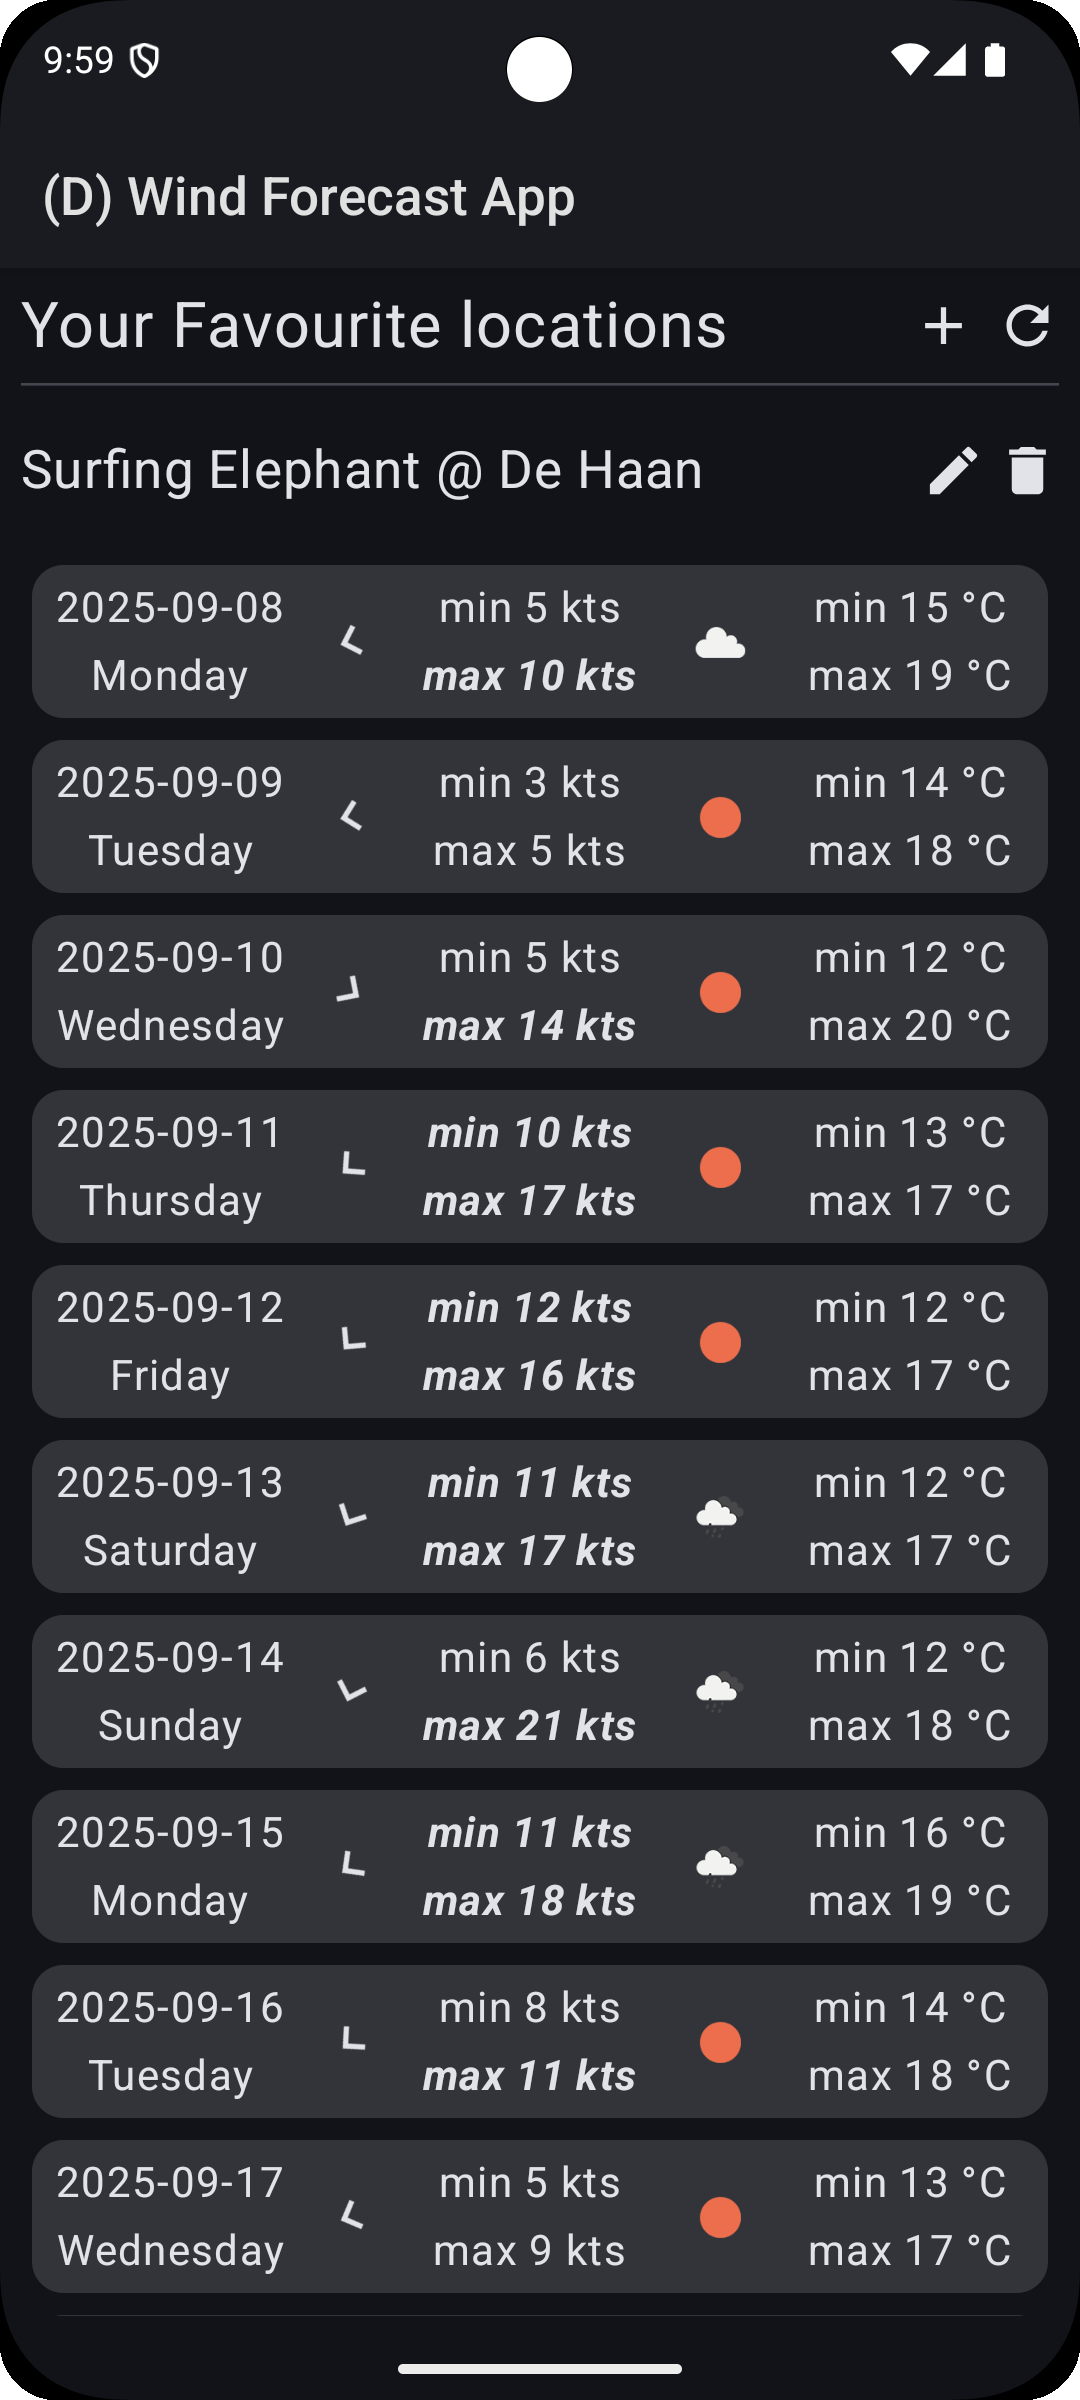 9:59
(D) Wind Forecast App
Your Favourite locations
Surfing Elephant @ De Haan
2025-09-08 min 5 kts min 15 °C
Monday max 10 kts max 19 °C
2025-09-09 min 3 kts min 14 °C
Tuesday max 5 kts max 18 °C
2025-09-10 min 5 kts min 12 °C
Wednesday max 14 kts max 20 °C
2025-09-11 min 10 kts min 13 °C
Thursday max 17 kts max 17 °C
2025-09-12 min 12 kts min 12 °C
Friday max 16 kts max 17 °C
2025-09-13 min 11 kts min 12 °C
Saturday max 17 kts max 17 °C
2025-09-14 min 6 kts min 12 °C
Sunday max 21 kts max 18 °C
2025-09-15 min 11 kts min 16 °C
Monday max 18 kts max 19 °C
2025-09-16 min 8 kts min 14 °C
Tuesday max 11 kts max 18 °C
2025-09-17 min 5 kts min 13 °C
Wednesday max 9 kts max 17 °C